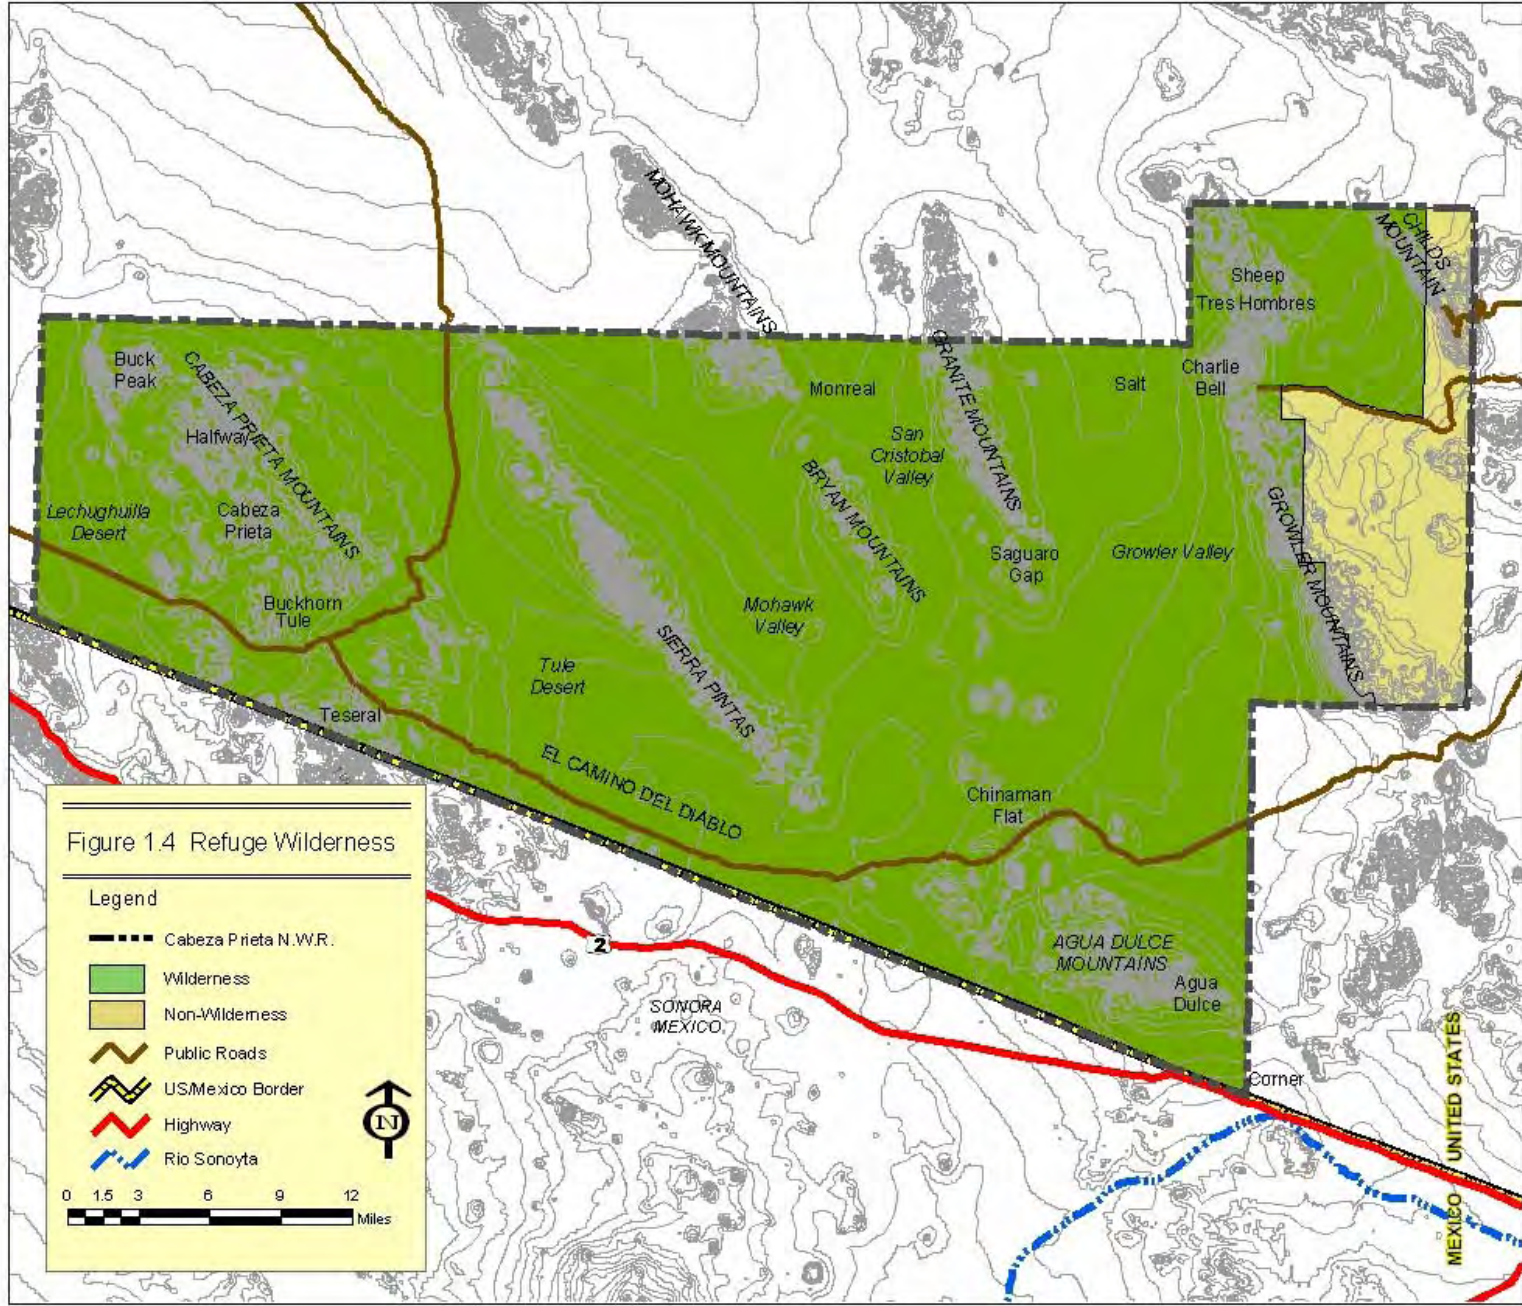 MOHAWK MOUNTAINS
CHILDS
MOUNTAIN
Sheep
Tres Hombres
Buck
Peak
CABEZA PRIETA MOUNTAINS
Monreal
GRANITE MOUNTAINS
Salt
Charlie
Bell
Halfway
San
Cristobal
Valley
BRYAN MOUNTAINS
Lechughuilla
Desert
Cabeza
Prieta
Saguaro
Gap
Growler Valley
GROWLER MOUNTAINS
Buckhorn
Tule
Mohawk
Valley
SIERRA PINTAS
Tule
Desert
Teseral
EL CAMINO DEL DIABLO
Chinaman
Flat
AGUA DULCE
MOUNTAINS
Agua
Dulce
2
SONORA
MEXICO
Corner
MEXICO UNITED STATES
Figure 1.4 Refuge Wilderness
Legend
Cabeza Prieta N.W.R.
Wilderness
Non-Wilderness
Public Roads
US/Mexico Border
Highway
Rio Sonoyta
N
0 1.5 3 6 9 12
Miles